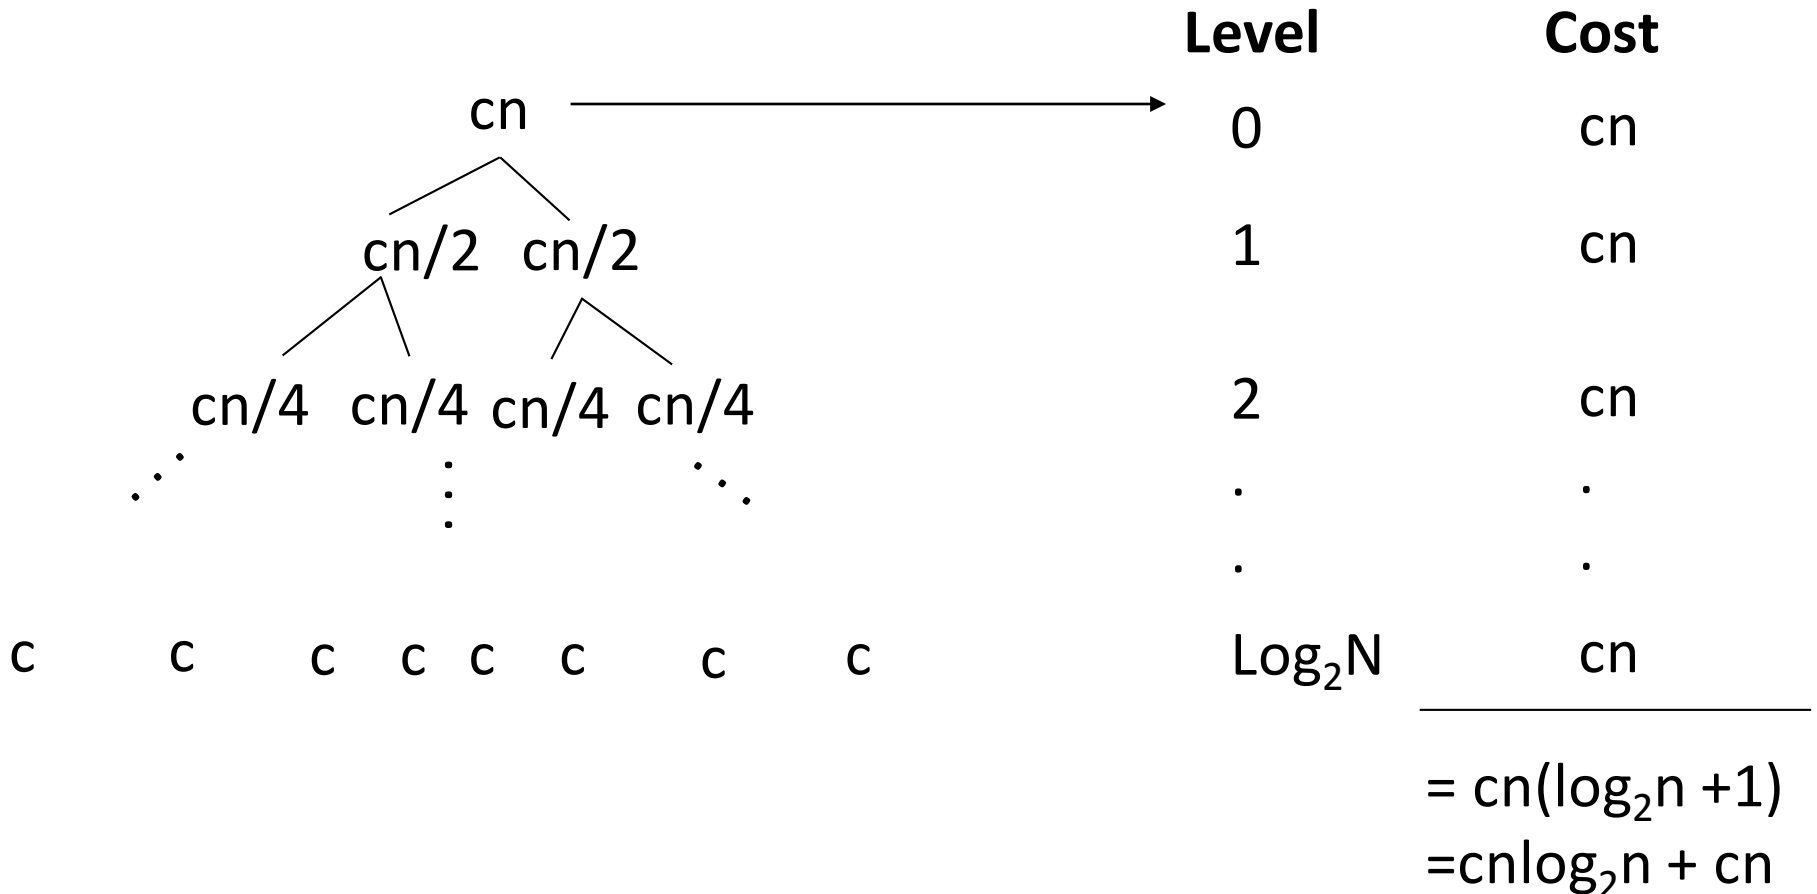 Level Cost
cn 0 cn
cn/2 cn/2 1 cn
cn/4 cn/4 cn/4 cn/4 2 cn
. . . . . . . . . . .
. .
c c c c c c c c Log₂N cn
= cn(log₂n +1)
=cnlog₂n + cn